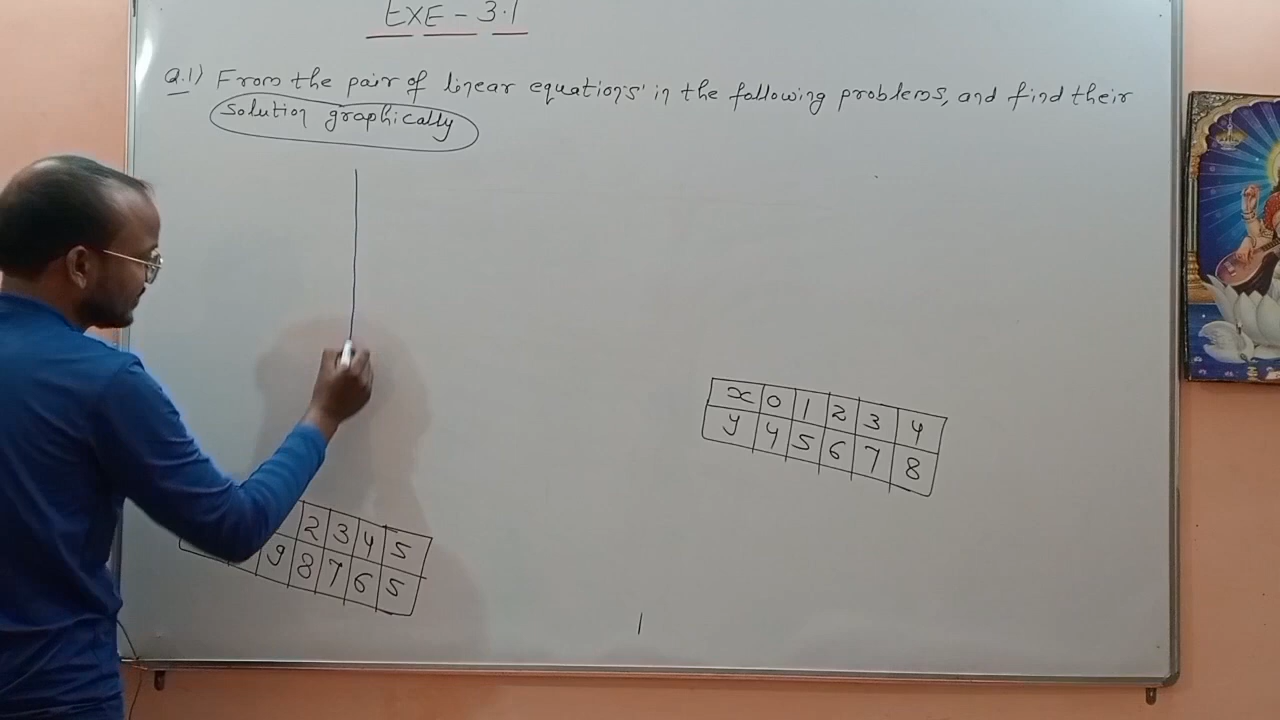 EXE - 3.1
Q.1) From the pair of linear equations in the following problems, and find their
solution graphically
x 0 1 2 3 4
y 4 5 6 7 8
2 3 4 5
9 8 7 6 5